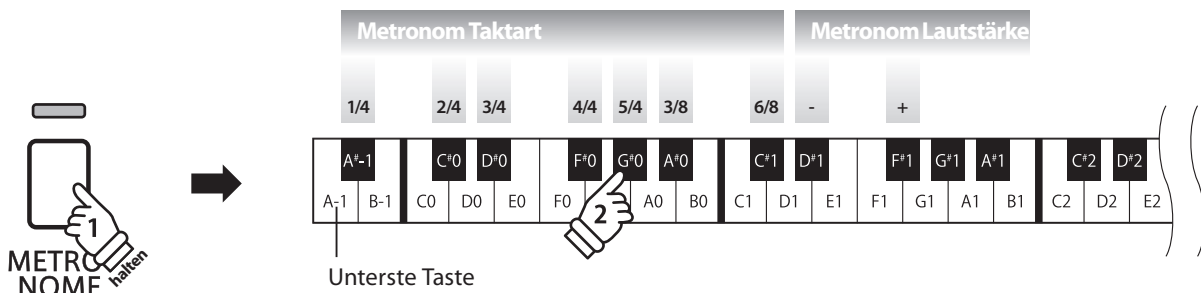 Metronom Taktart Metronom Lautstärke
1/4 2/4 3/4 4/4 5/4 3/8 6/8 - +
A#-1 C#0 D#0 F#0 G#0 A#0 C#1 D#1 F#1 G#1 A#1 C#2 D#2
A-1 B-1 C0 D0 E0 F0 A0 B0 C1 D1 E1 F1 G1 A1 B1 C2 D2 E2
1
2
halten
METRONOME
Unterste Taste